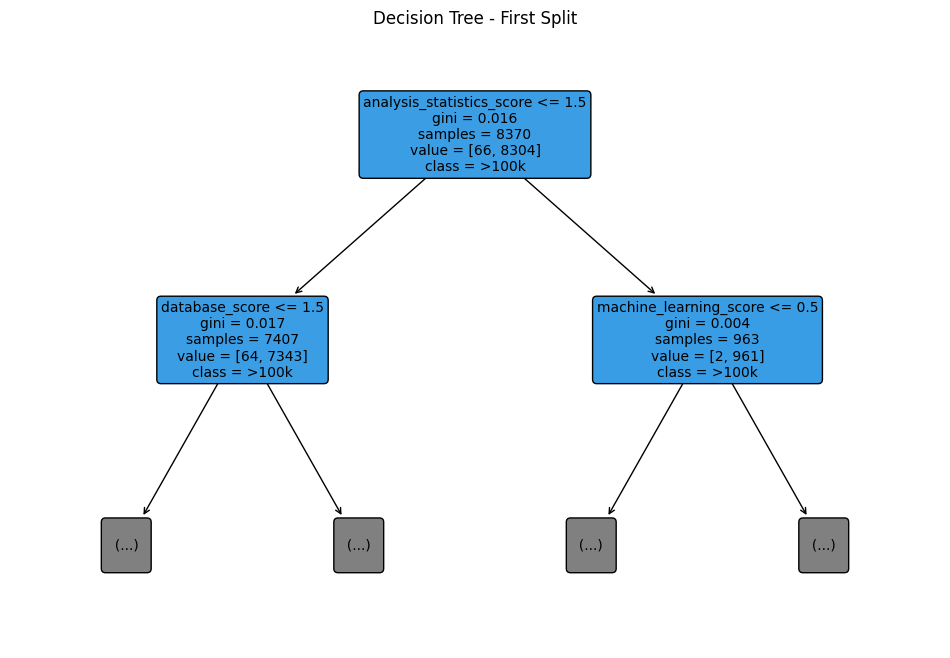 Decision Tree - First Split
analysis_statistics_score <= 1.5
gini = 0.016
samples = 8370
value = [66, 8304]
class = >100k
database_score <= 1.5
gini = 0.017
samples = 7407
value = [64, 7343]
class = >100k
machine_learning_score <= 0.5
gini = 0.004
samples = 963
value = [2, 961]
class = >100k
(...)
(...)
(...)
(...)